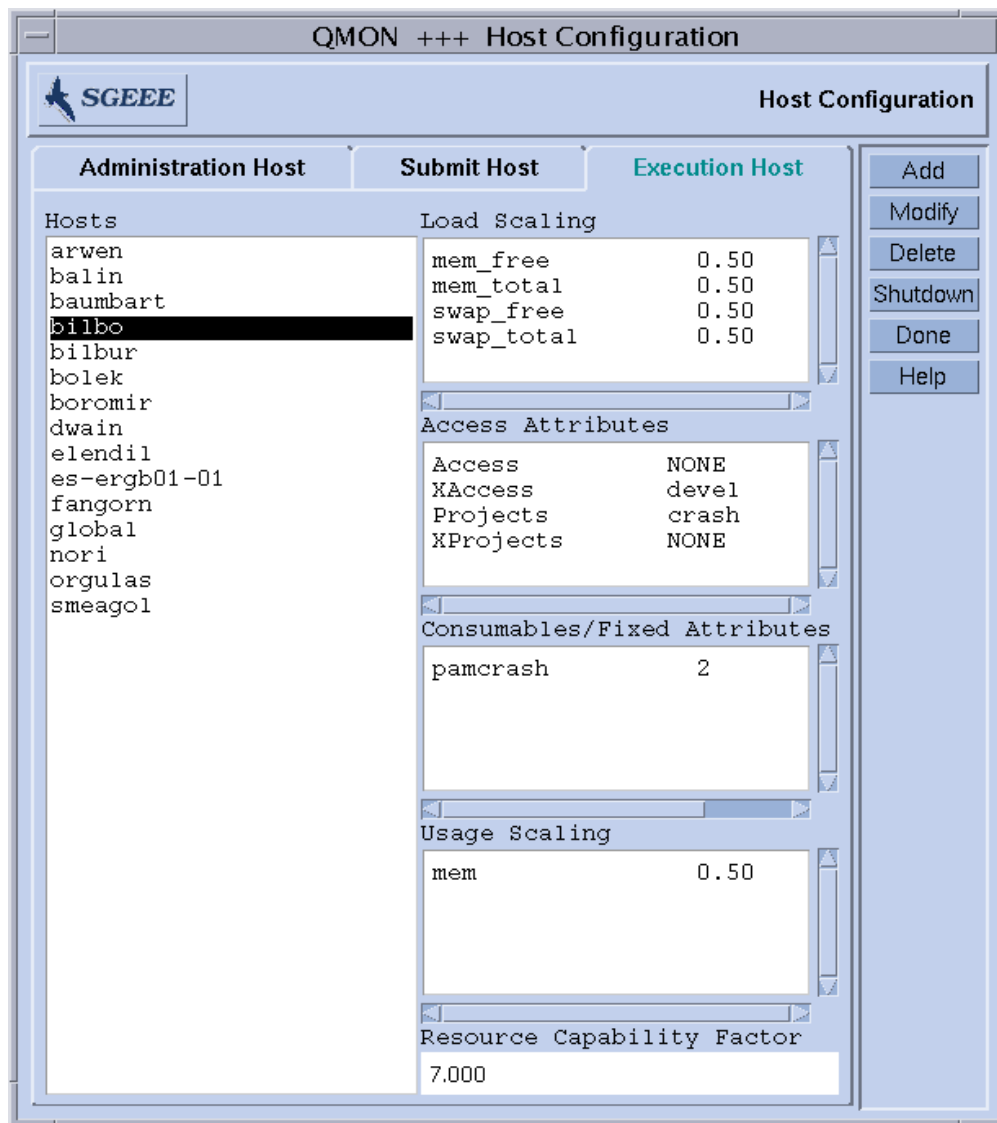 QMON +++ Host Configuration
SGEEE
Host Configuration
Administration Host Submit Host Execution Host
Hosts
arwen
balin
baumbart
bilbo
bilbur
bolek
boromir
dwain
elendil
es-ergb01-01
fangorn
global
nori
orgulas
smeagol
Load Scaling
mem_free 0.50
mem_total 0.50
swap_free 0.50
swap_total 0.50
Access Attributes
Access NONE
XAccess devel
Projects crash
XProjects NONE
Consumables/Fixed Attributes
pamcrash 2
Usage Scaling
mem 0.50
Resource Capability Factor
7.000
Add
Modify
Delete
Shutdown
Done
Help